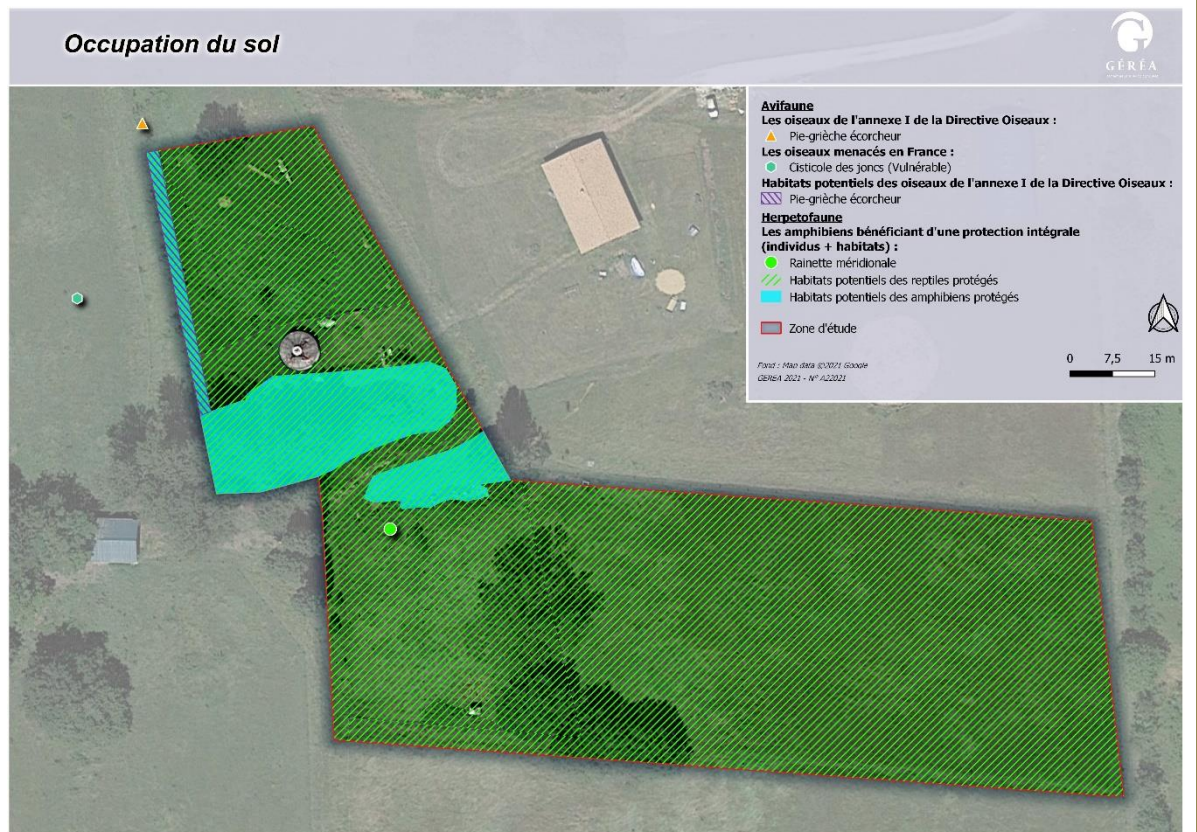 Occupation du sol
GÉRÉA
Avifaune
Les oiseaux de l'annexe I de la Directive Oiseaux :
Pie-grièche écorcheur
Les oiseaux menacés en France :
Cisticole des joncs (Vulnérable)
Habitats potentiels des oiseaux de l'annexe I de la Directive Oiseaux :
Pie-grièche écorcheur
Herpetofaune
Les amphibiens bénéficiant d'une protection intégrale
(individus + habitats) :
Rainette méridionale
Habitats potentiels des reptiles protégés
Habitats potentiels des amphibiens protégés
Zone d'étude
0 7,5 15 m
Fond : Map data ©2021 Google
GEREA 2021 - N° A22021